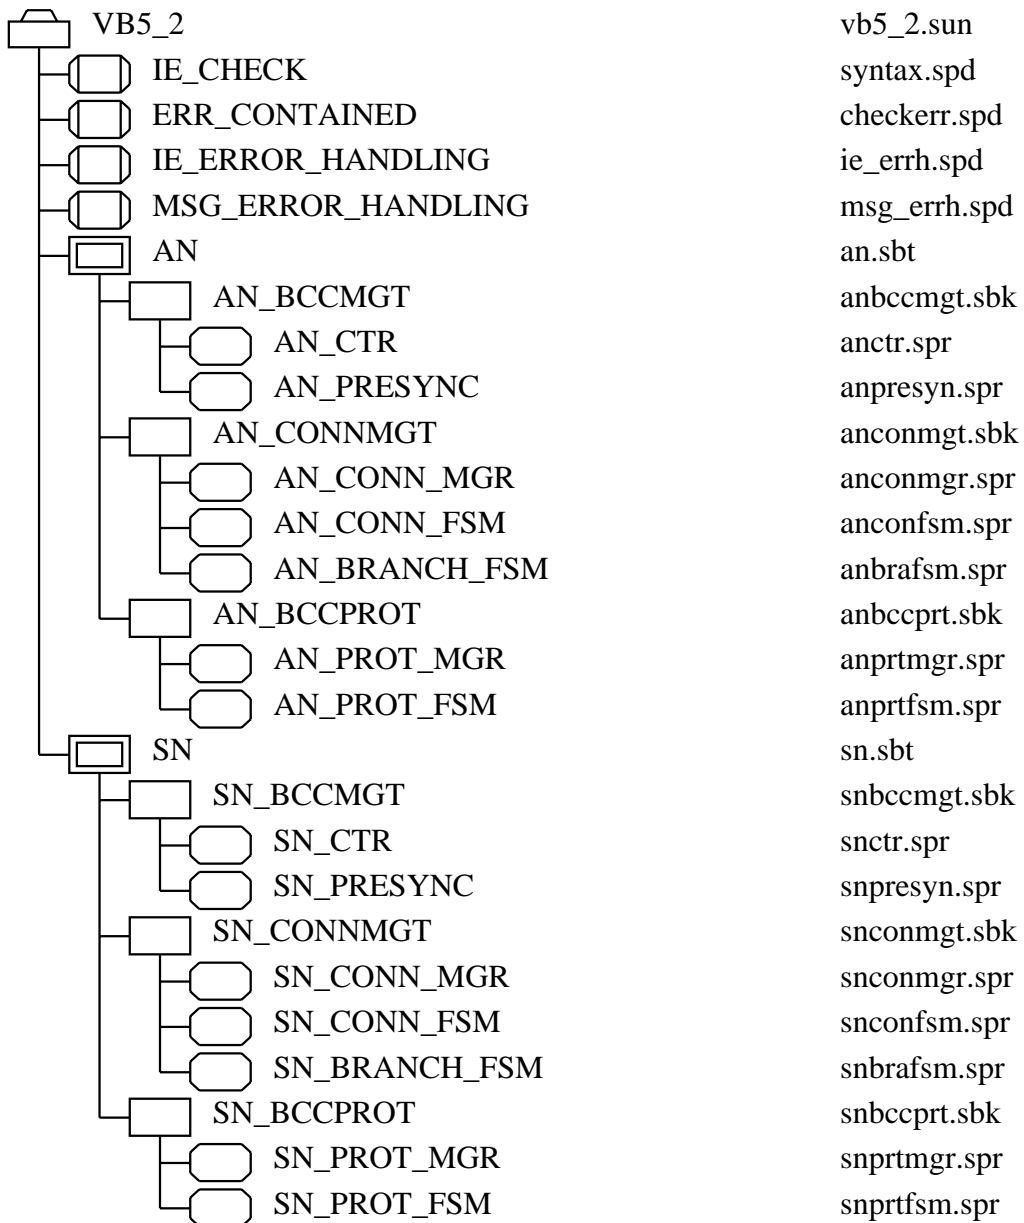 VB5_2 vb5_2.sun
IE_CHECK syntax.spd
ERR_CONTAINED checkerr.spd
IE_ERROR_HANDLING ie_errh.spd
MSG_ERROR_HANDLING msg_errh.spd
AN an.sbt
AN_BCCMGT anbccmgt.sbk
AN_CTR anctr.spr
AN_PRESYNC anpresyn.spr
AN_CONNMGT anconmgt.sbk
AN_CONN_MGR anconmgr.spr
AN_CONN_FSM anconfsm.spr
AN_BRANCH_FSM anbrafsm.spr
AN_BCCPROT anbccprt.sbk
AN_PROT_MGR anprtmgr.spr
AN_PROT_FSM anprtfsm.spr
SN sn.sbt
SN_BCCMGT snbccmgt.sbk
SN_CTR snctr.spr
SN_PRESYNC snpresyn.spr
SN_CONNMGT snconmgt.sbk
SN_CONN_MGR snconmgr.spr
SN_CONN_FSM snconfsm.spr
SN_BRANCH_FSM snbrafsm.spr
SN_BCCPROT snbccprt.sbk
SN_PROT_MGR snprtmgr.spr
SN_PROT_FSM snprtfsm.spr